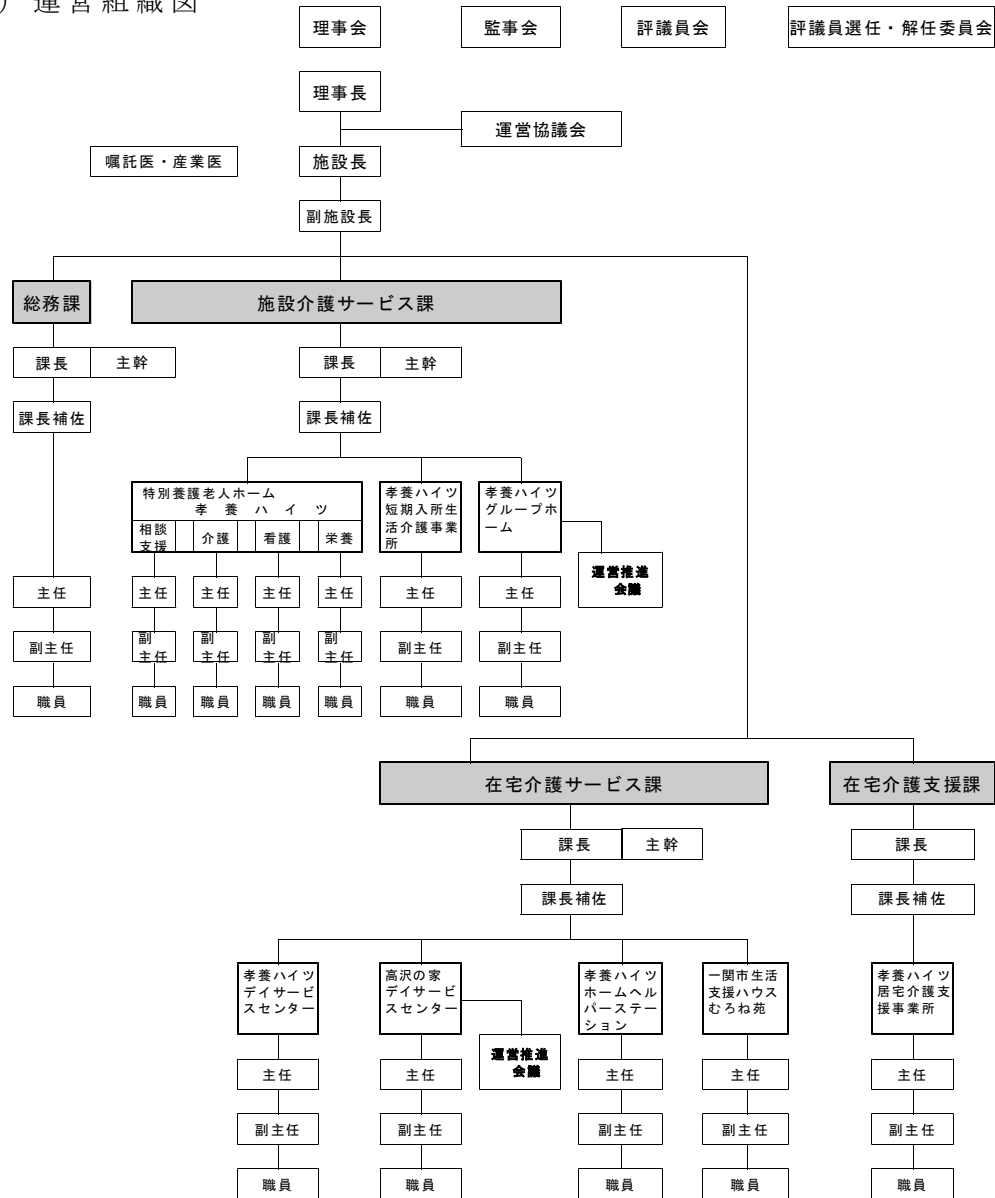 ）運営組織図
理事会 監事会 評議員会 評議員選任・解任委員会
理事長
運営協議会
嘱託医・産業医 施設長
副施設長
総務課 施設介護サービス課
課長 主幹 課長 主幹
課長補佐 課長補佐
特別養護老人ホーム
孝養ハイツ
相談
支援
介護 看護 栄養
孝養ハイツ
短期入所生
活介護事業
所
孝養ハイツ
グループホ
ーム
運営推進
会議
主任 主任 主任 主任 主任 主任 主任
副主任
副
主任
副
主任
副
主任
副
主任
副主任 副主任
職員 職員 職員 職員 職員 職員 職員
在宅介護サービス課 在宅介護支援課
課長 主幹 課長
課長補佐 課長補佐
孝養ハイツ
デイサービ
スセンター
高沢の家
デイサービ
スセンター
孝養ハイツ
ホームヘル
パーステー
ション
一関市生活
支援ハウス
むろね苑
孝養ハイツ
居宅介護支
援事業所
運営推進
会議
主任 主任 主任 主任 主任
副主任 副主任 副主任 副主任 副主任
職員 職員 職員 職員 職員